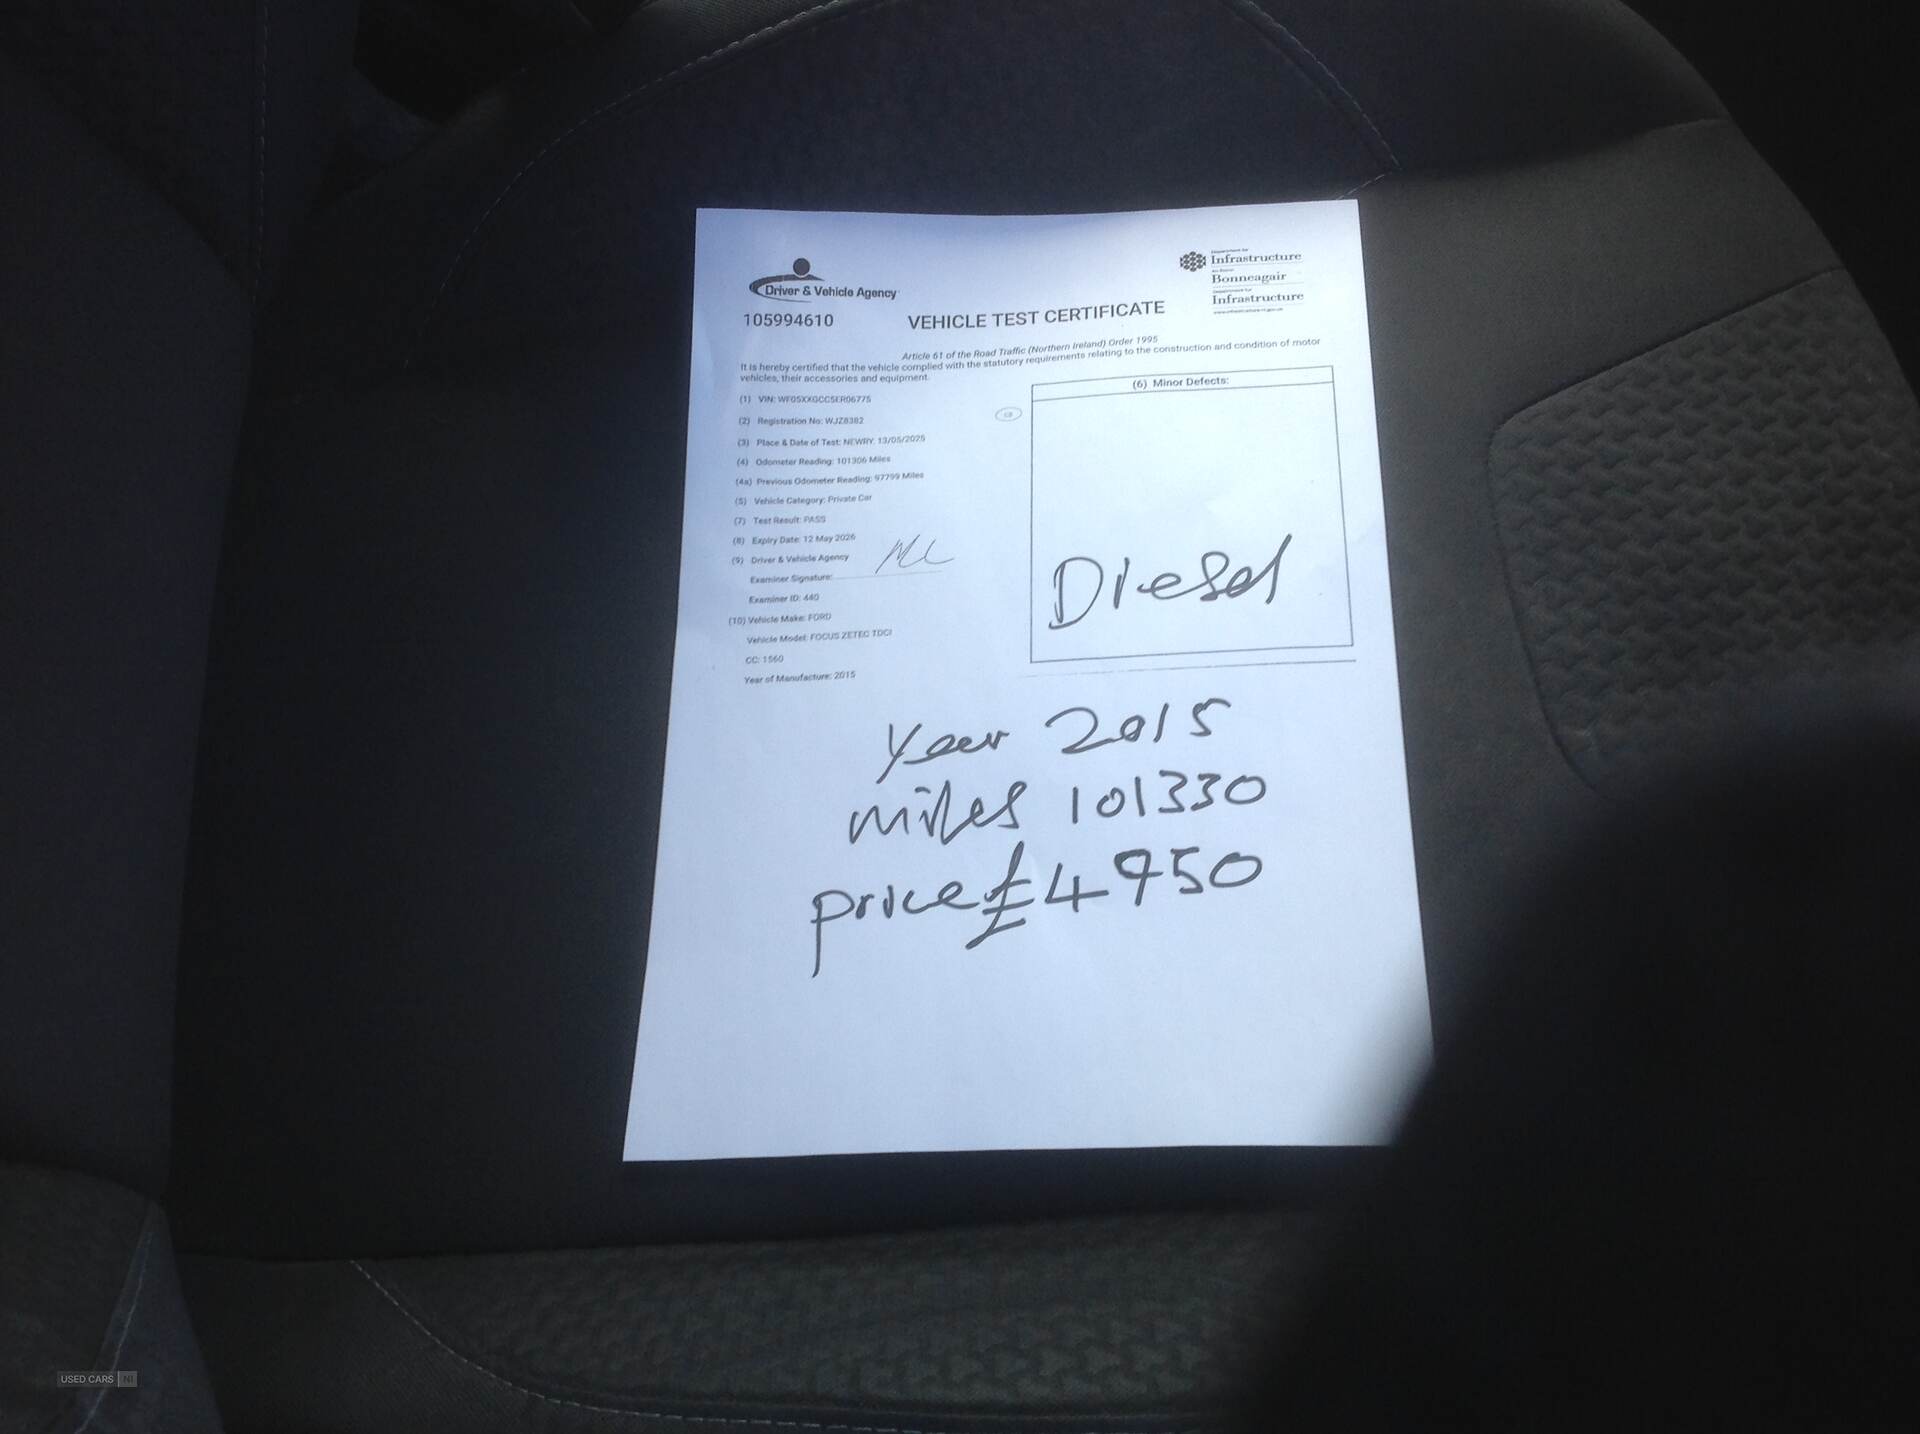 Driver & Vehicle Agency
Department for
Infrastructure
An Roinn
Bonneagair
Department for
Infrastructure
www.infrastructure-ni.gov.uk
105994610
VEHICLE TEST CERTIFICATE
Article 61 of the Road Traffic (Northern Ireland) Order 1995
It is hereby certified that the vehicle complied with the statutory requirements relating to the construction and condition of motor
vehicles, their accessories and equipment.
(1) VIN: WF05XXGCC5ER06775
(2) Registration No: WJZ8382
(3) Place & Date of Test: NEWRY: 13/05/2025
(4) Odometer Reading: 101306 Miles
(4a) Previous Odometer Reading: 97799 Miles
(5) Vehicle Category: Private Car
(7) Test Result: PASS
(8) Expiry Date: 12 May 2026
(9) Driver & Vehicle Agency
Examiner Signature:
Examiner ID: 440
(10) Vehicle Make: FORD
Vehicle Model: FOCUS ZETEC TDCI
CC: 1560
Year of Manufacture: 2015
(6) Minor Defects:
Diesel
Year 2015
miles 101330
price £4950
USED CARS NI